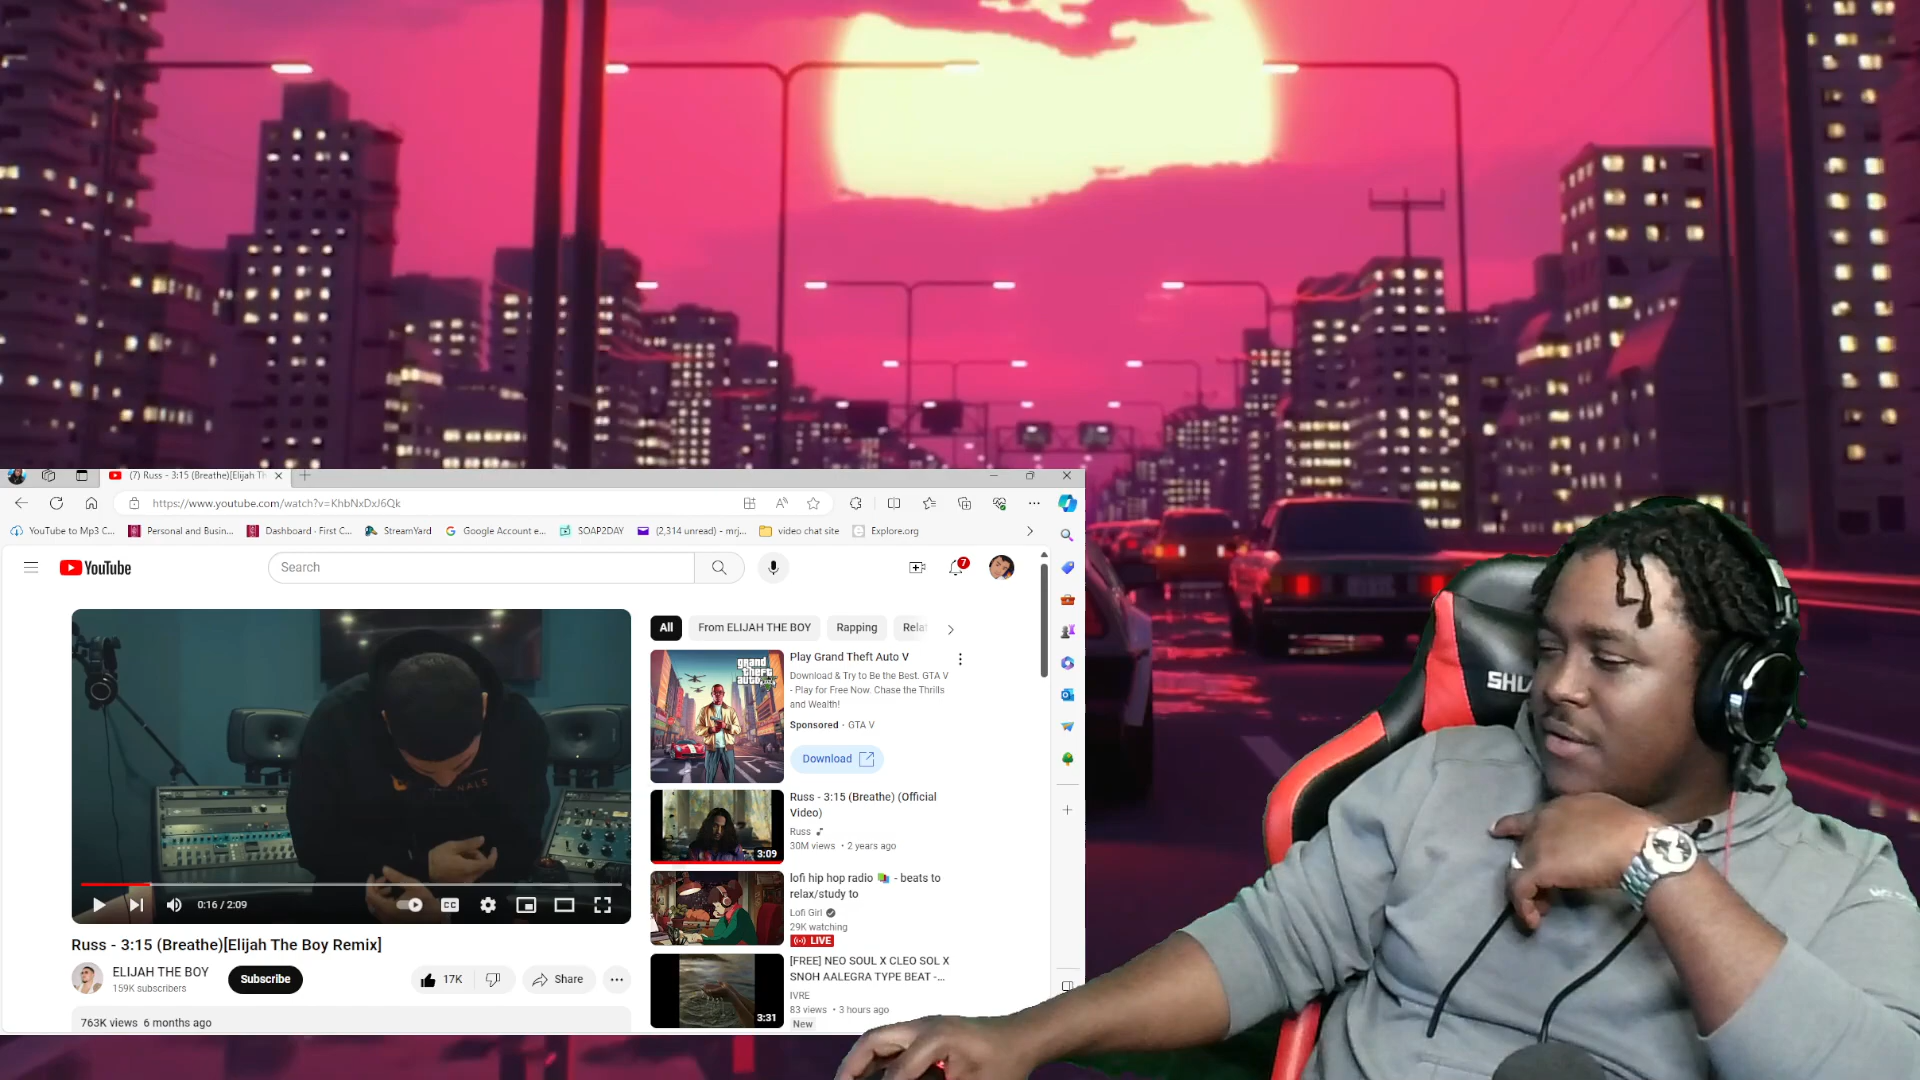 (7) Russ - 3:15 (Breathe)[Elijah Th
https://www.youtube.com/watch?v=KhbNxDxJ6Qk
YouTube to Mp3 C...
Personal and Busin...
Dashboard - First C...
StreamYard
Google Account e...
SOAP2DAY
(2,314 unread) - mrj...
video chat site
Explore.org
YouTube
Search
7
All
From ELIJAH THE BOY
Rapping
Rela
grand
theft
auto
Play Grand Theft Auto V
Download & Try to Be the Best. GTA V
- Play for Free Now. Chase the Thrills
and Wealth!
Sponsored · GTA V
Download
Russ - 3:15 (Breathe) (Official
Video)
Russ
30M views • 2 years ago
3:09
lofi hip hop radio 📚 - beats to
relax/study to
Lofi Girl
29K watching
LIVE
[FREE] NEO SOUL X CLEO SOL X
SNOH AALEGRA TYPE BEAT -...
IVRE
83 views • 3 hours ago
New
3:31
NALS
0:16 / 2:09
CC
Russ - 3:15 (Breathe)[Elijah The Boy Remix]
ELIJAH THE BOY
159K subscribers
Subscribe
17K
Share
763K views 6 months ago